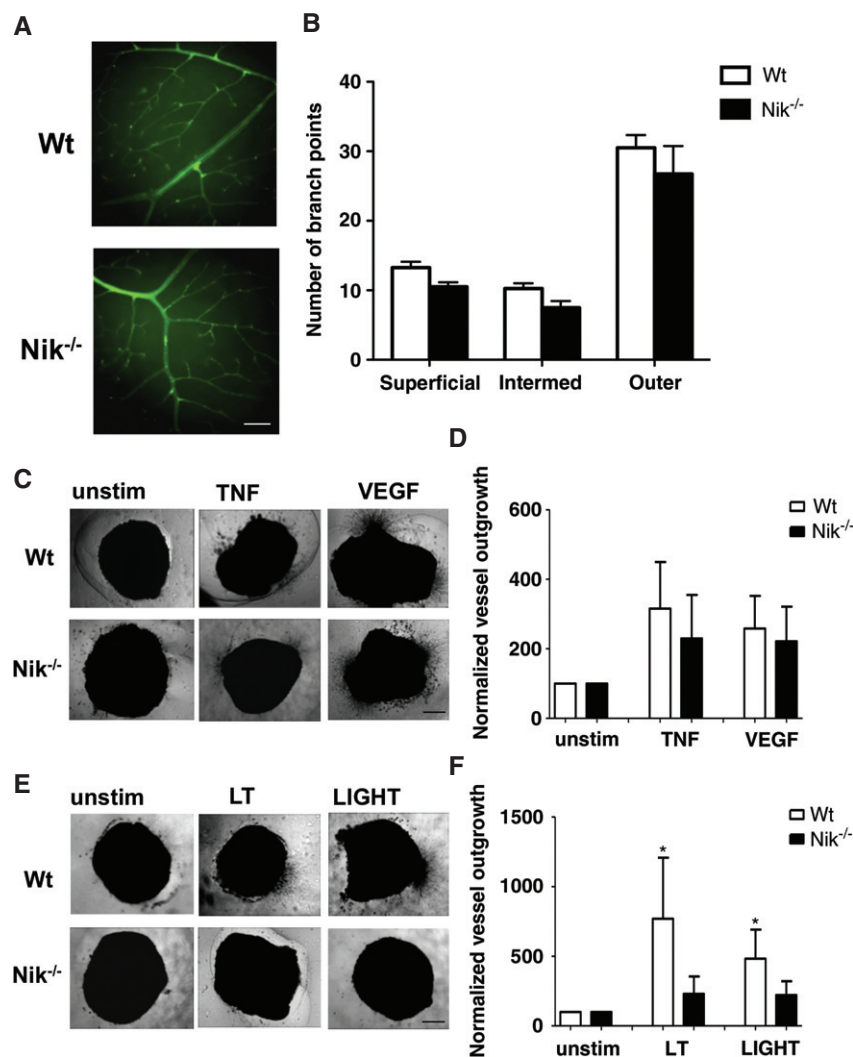 A
Wt
Nik-/-
B
Number of branch points
40
30
20
10
0
Superficial Intermed Outer
Wt
Nik-/-
C
unstim TNF VEGF
Wt
Nik-/-
D
Normalized vessel outgrowth
600
400
200
0
unstim TNF VEGF
Wt
Nik-/-
E
unstim LT LIGHT
Wt
Nik-/-
F
Normalized vessel outgrowth
1500
1000
500
0
* *
unstim LT LIGHT
Wt
Nik-/-